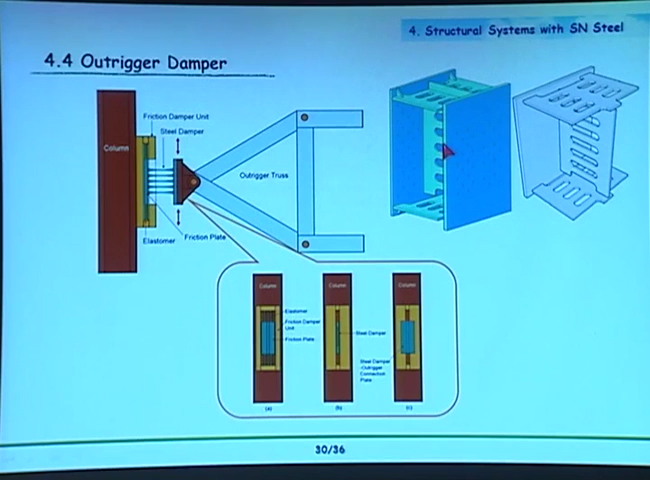 4. Structural Systems with SN Steel
4.4 Outrigger Damper
Friction Damper Unit
Steel Damper
Column
Outrigger Truss
Friction Plate
Elastomer
Column
Column
Column
Elastomer
Friction Damper
Unit
Friction Plate
Steel Damper
Steel Damper
-Outrigger
Connection
Plate
(a)
(b)
(c)
30/36